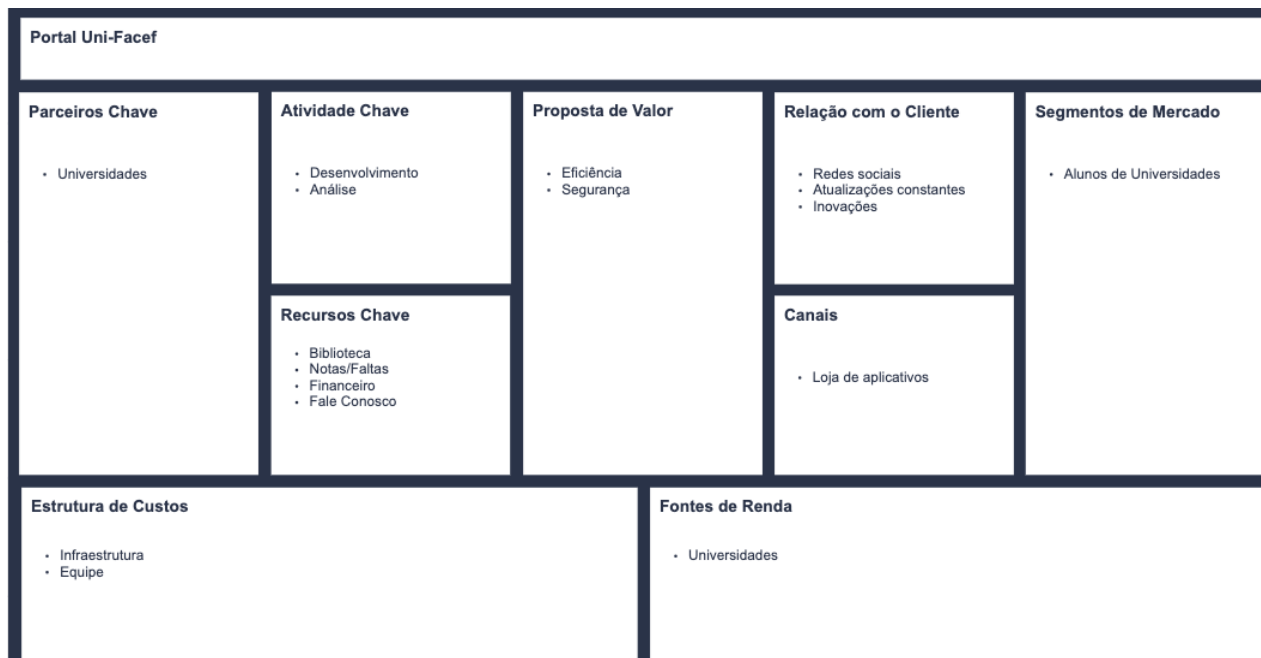 Portal Uni-Facef
Parceiros Chave
• Universidades
Atividade Chave
• Desenvolvimento
• Análise
Recursos Chave
• Biblioteca
• Notas/Faltas
• Financeiro
• Fale Conosco
Proposta de Valor
• Eficiência
• Segurança
Relação com o Cliente
• Redes sociais
• Atualizações constantes
• Inovações
Canais
• Loja de aplicativos
Segmentos de Mercado
• Alunos de Universidades
Estrutura de Custos
• Infraestrutura
• Equipe
Fontes de Renda
• Universidades